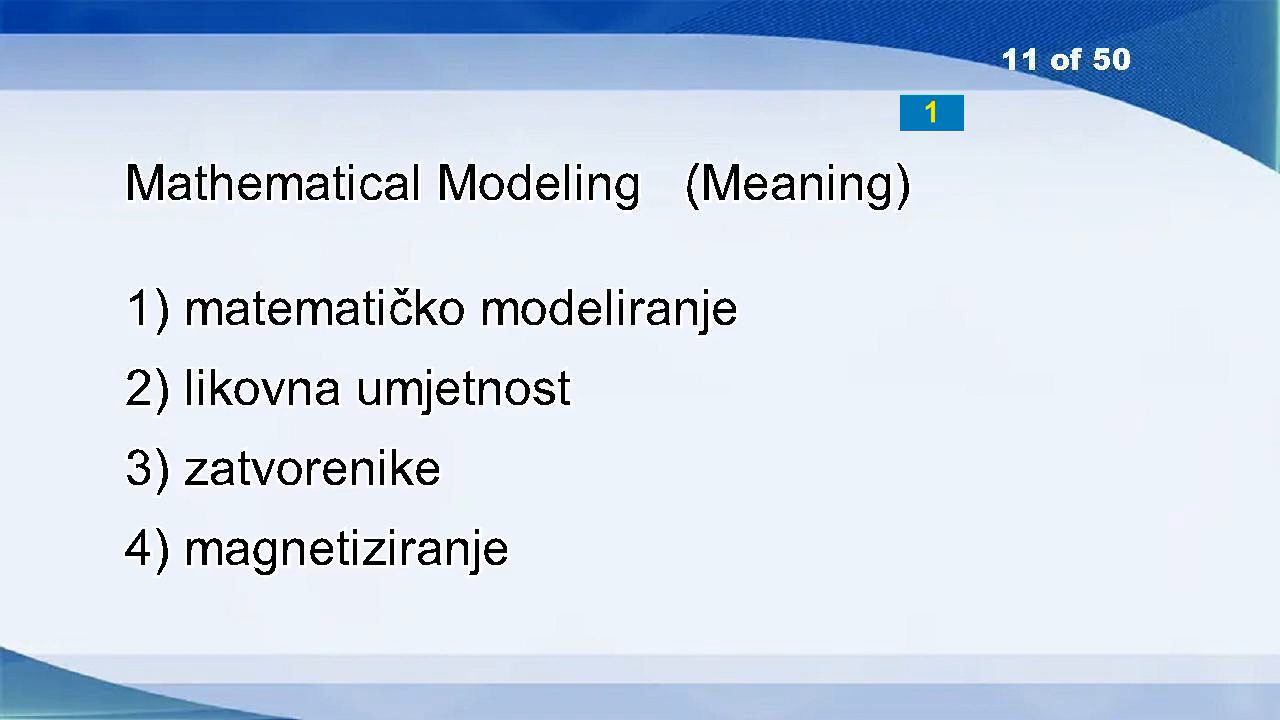 11 of 50
1
Mathematical Modeling (Meaning)
1) matematičko modeliranje
2) likovna umjetnost
3) zatvorenike
4) magnetiziranje